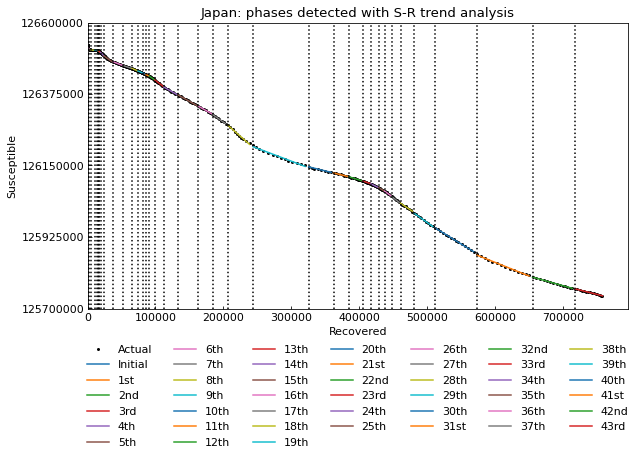 Japan: phases detected with S-R trend analysis
126600000
126375000
126150000
125925000
125700000
Susceptible
0 100000 200000 300000 400000 500000 600000 700000
Recovered
Actual 6th 13th 20th 26th 32nd 38th
Initial 7th 14th 21st 27th 33rd 39th
1st 8th 15th 22nd 28th 34th 40th
2nd 9th 16th 23rd 29th 35th 41st
3rd 10th 17th 24th 30th 36th 42nd
4th 11th 18th 25th 31st 37th 43rd
5th 12th 19th